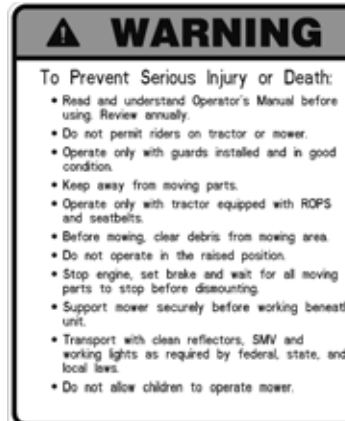 WARNING
To Prevent Serious Injury or Death:
• Read and understand Operator's Manual before
using. Review annually.
• Do not permit riders on tractor or mower.
• Operate only with guards installed and in good
condition.
• Keep away from moving parts.
• Operate only with tractor equipped with ROPS
and seatbelts.
• Before mowing, clear debris from mowing area.
• Do not operate in the raised position.
• Stop engine, set brake and wait for all moving
parts to stop before dismounting.
• Support mower securely before working beneath
unit.
• Transport with clean reflectors, SMV and
working lights as required by federal, state, and
local laws.
• Do not allow children to operate mower.